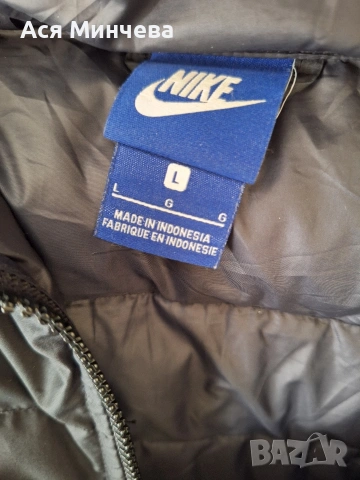 Ася Минчева
NIKE
L
L G G
MADE IN INDONESIA
FABRIQUE EN INDONESIE
BAZAR